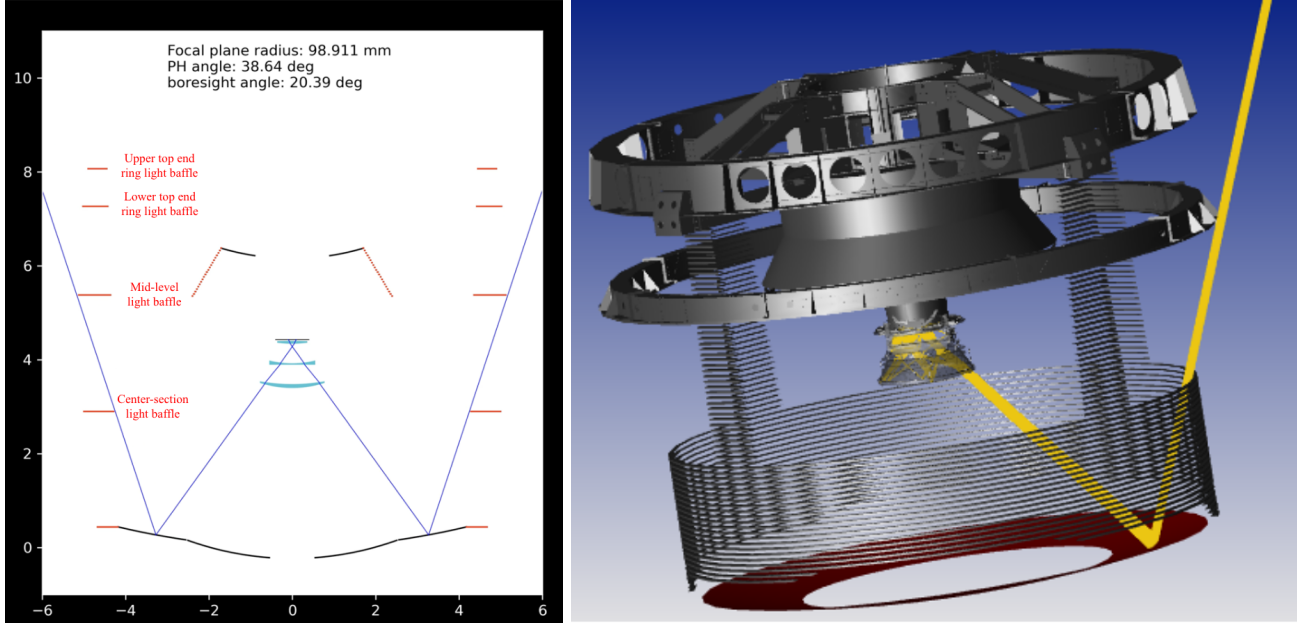 Focal plane radius: 98.911 mm
PH angle: 38.64 deg
boresight angle: 20.39 deg
10
Upper top end
ring light baffle
8
Lower top end
ring light baffle
6
Mid-level
light baffle
4
Center-section
light baffle
2
0
−6
−4
−2
0
2
4
6